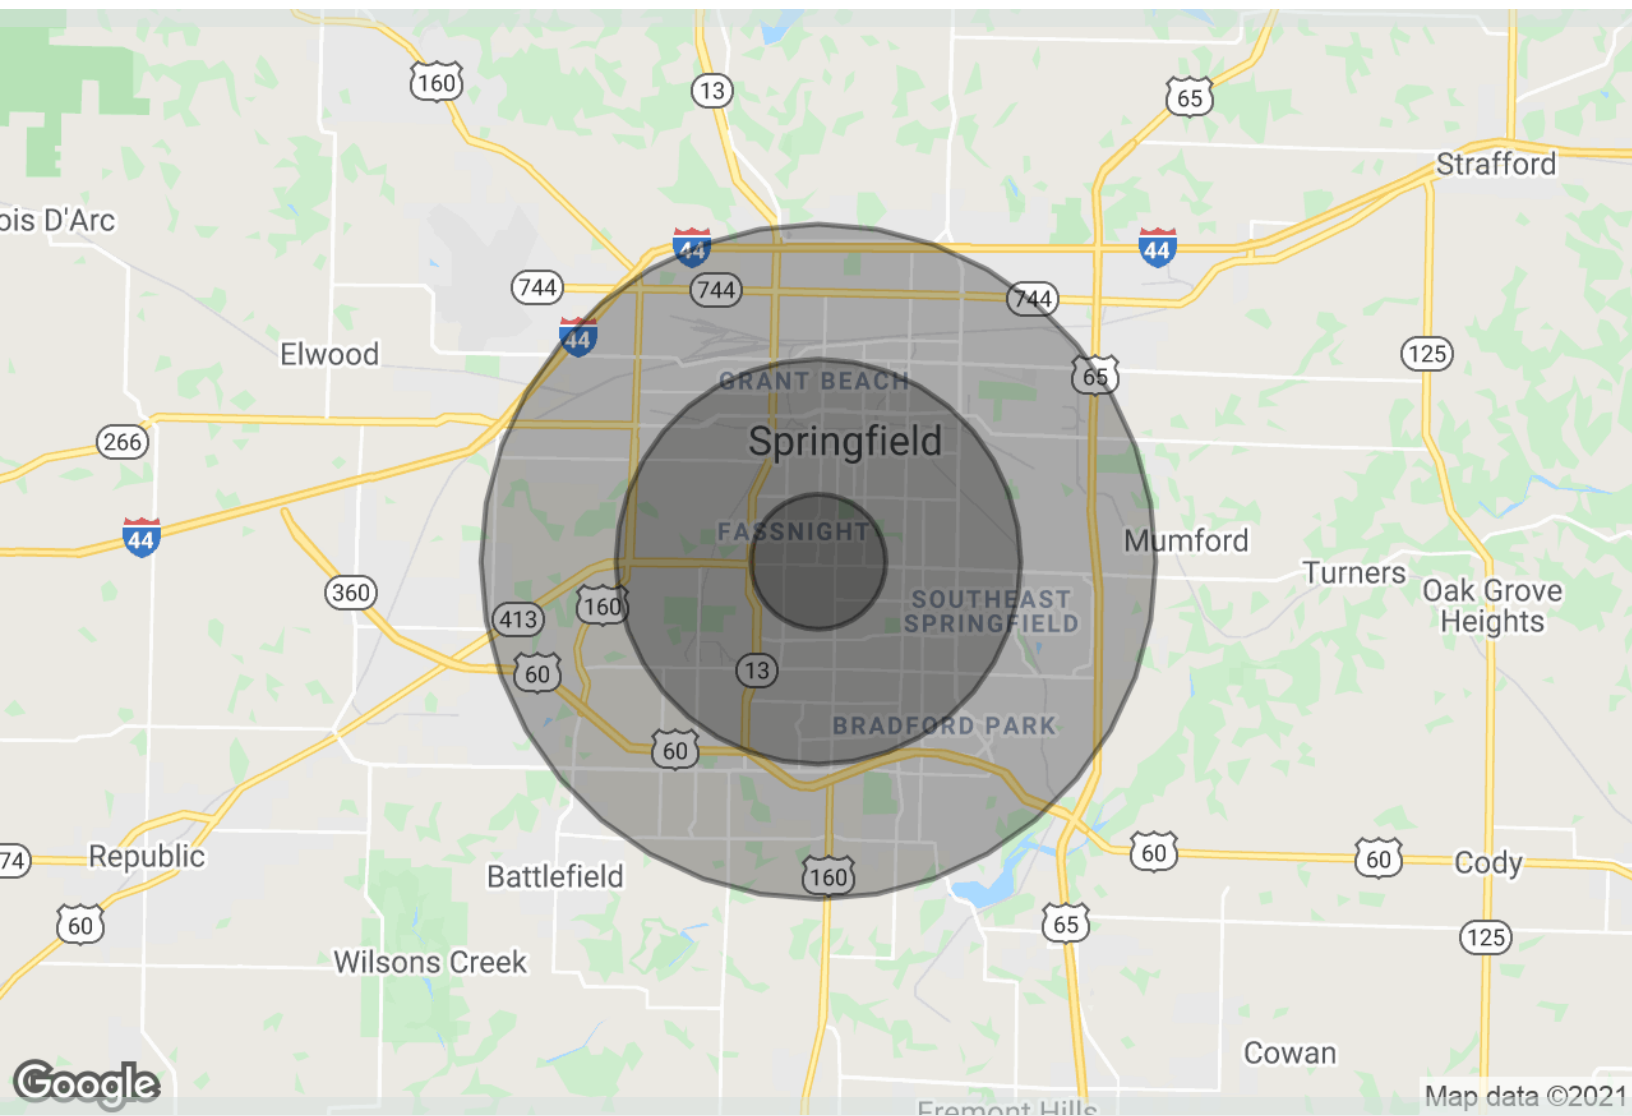 160
13
65
Strafford
ois D'Arc
44
44
744
744
744
44
Elwood
125
65
GRANT BEACH
266
Springfield
FASSNIGHT
44
Mumford
Turners
360
160
SOUTHEAST
SPRINGFIELD
Oak Grove
Heights
413
60
13
BRADFORD PARK
60
74
Republic
Battlefield
160
60
60
Cody
60
65
125
Wilsons Creek
Cowan
Google
Map data ©2021
Fremont Hills